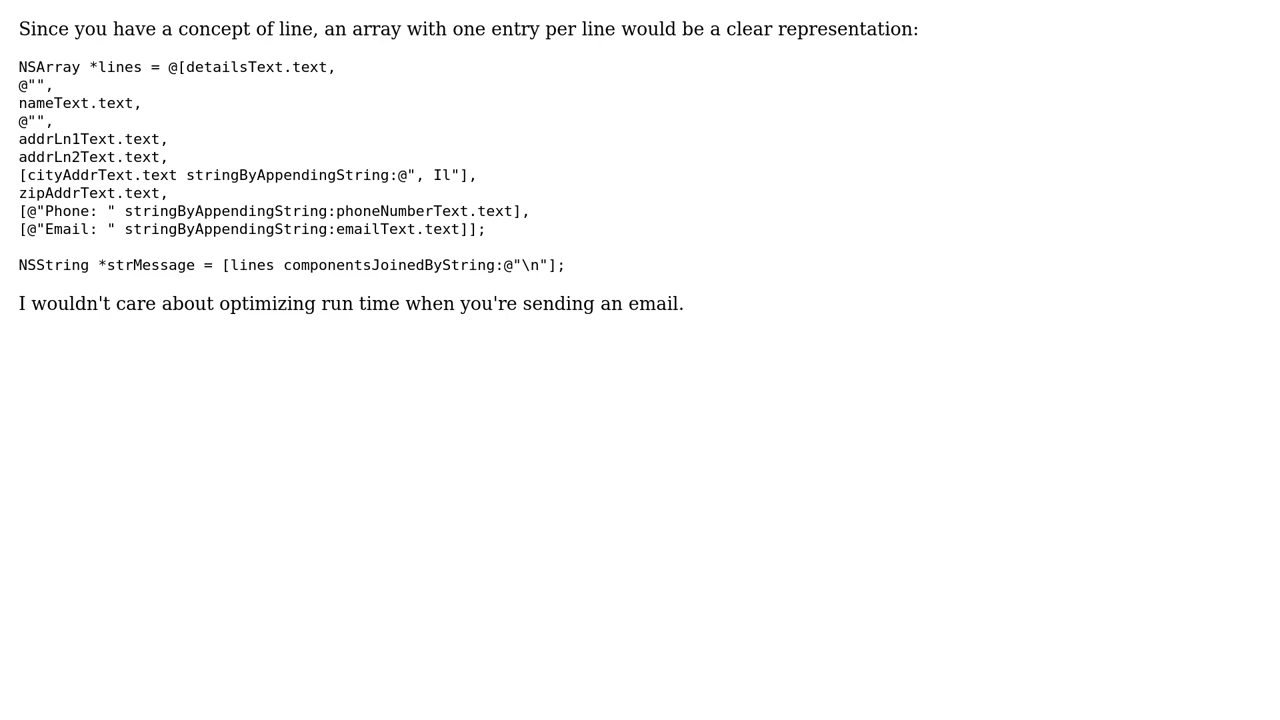 Since you have a concept of line, an array with one entry per line would be a clear representation:
NSArray *lines = @[detailsText.text,
@"",
nameText.text,
@"",
addrLn1Text.text,
addrLn2Text.text,
[cityAddrText.text stringByAppendingString:@", Il"],
zipAddrText.text,
[@"Phone: " stringByAppendingString:phoneNumberText.text],
[@"Email: " stringByAppendingString:emailText.text]];
NSString *strMessage = [lines componentsJoinedByString:@"\n"];
I wouldn't care about optimizing run time when you're sending an email.